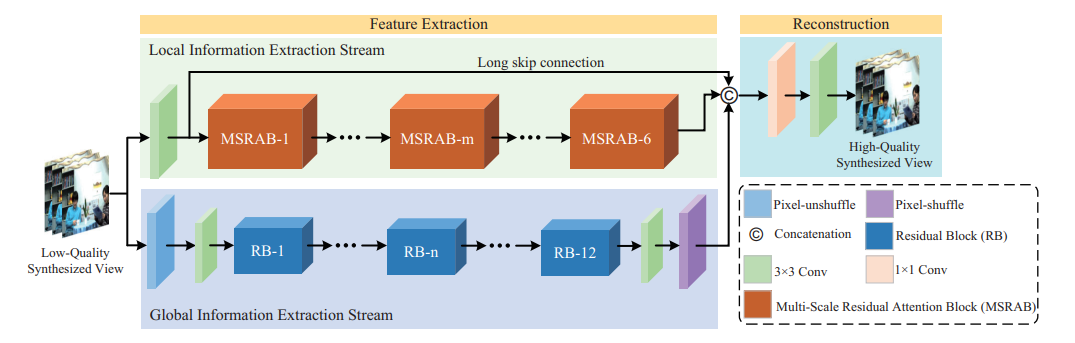 Feature Extraction
Reconstruction
Local Information Extraction Stream
Long skip connection
MSRAB-1
MSRAB-m
MSRAB-6
©
High-Quality
Synthesized View
Low-Quality
Synthesized View
RB-1
RB-n
RB-12
Global Information Extraction Stream
Pixel-unshuffle
Pixel-shuffle
© Concatenation
Residual Block (RB)
3×3 Conv
1×1 Conv
Multi-Scale Residual Attention Block (MSRAB)